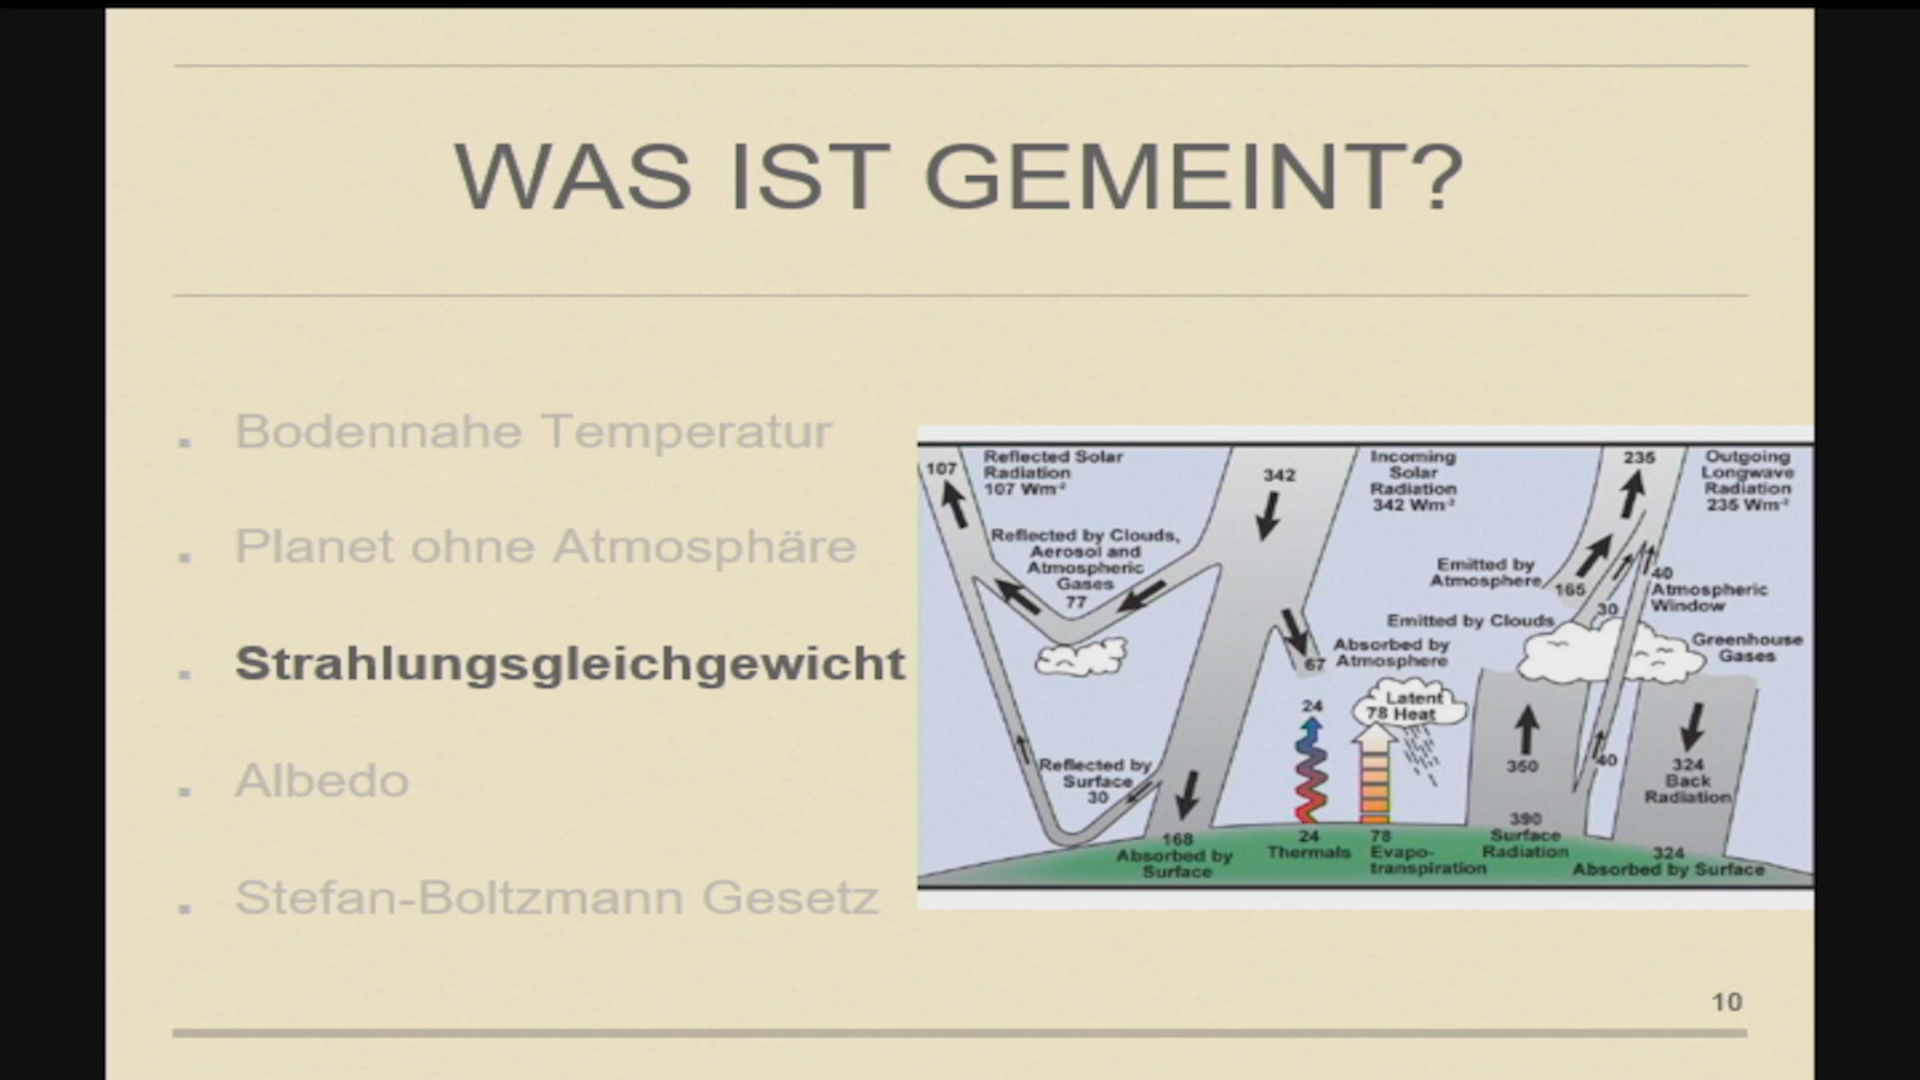 WAS IST GEMEINT?
Bodennahe Temperatur
Planet ohne Atmosphäre
Strahlungsgleichgewicht
Albedo
Stefan-Boltzmann Gesetz
107
Reflected Solar
Radiation
107 Wm⁻²
342
Incoming
Solar
Radiation
342 Wm⁻²
235
Outgoing
Longwave
Radiation
235 Wm⁻²
Reflected by Clouds,
Aerosol and
Atmospheric
Gases
77
Emitted by
Atmosphere
165
40
Atmospheric
Window
Emitted by Clouds
30
Absorbed by
67 Atmosphere
Greenhouse
Gases
24
Latent
78 Heat
Reflected by
Surface
30
350
40
324
Back
Radiation
168
Absorbed by
Surface
24
Thermals
78
Evapo-
transpiration
390
Surface
Radiation
324
Absorbed by Surface
10